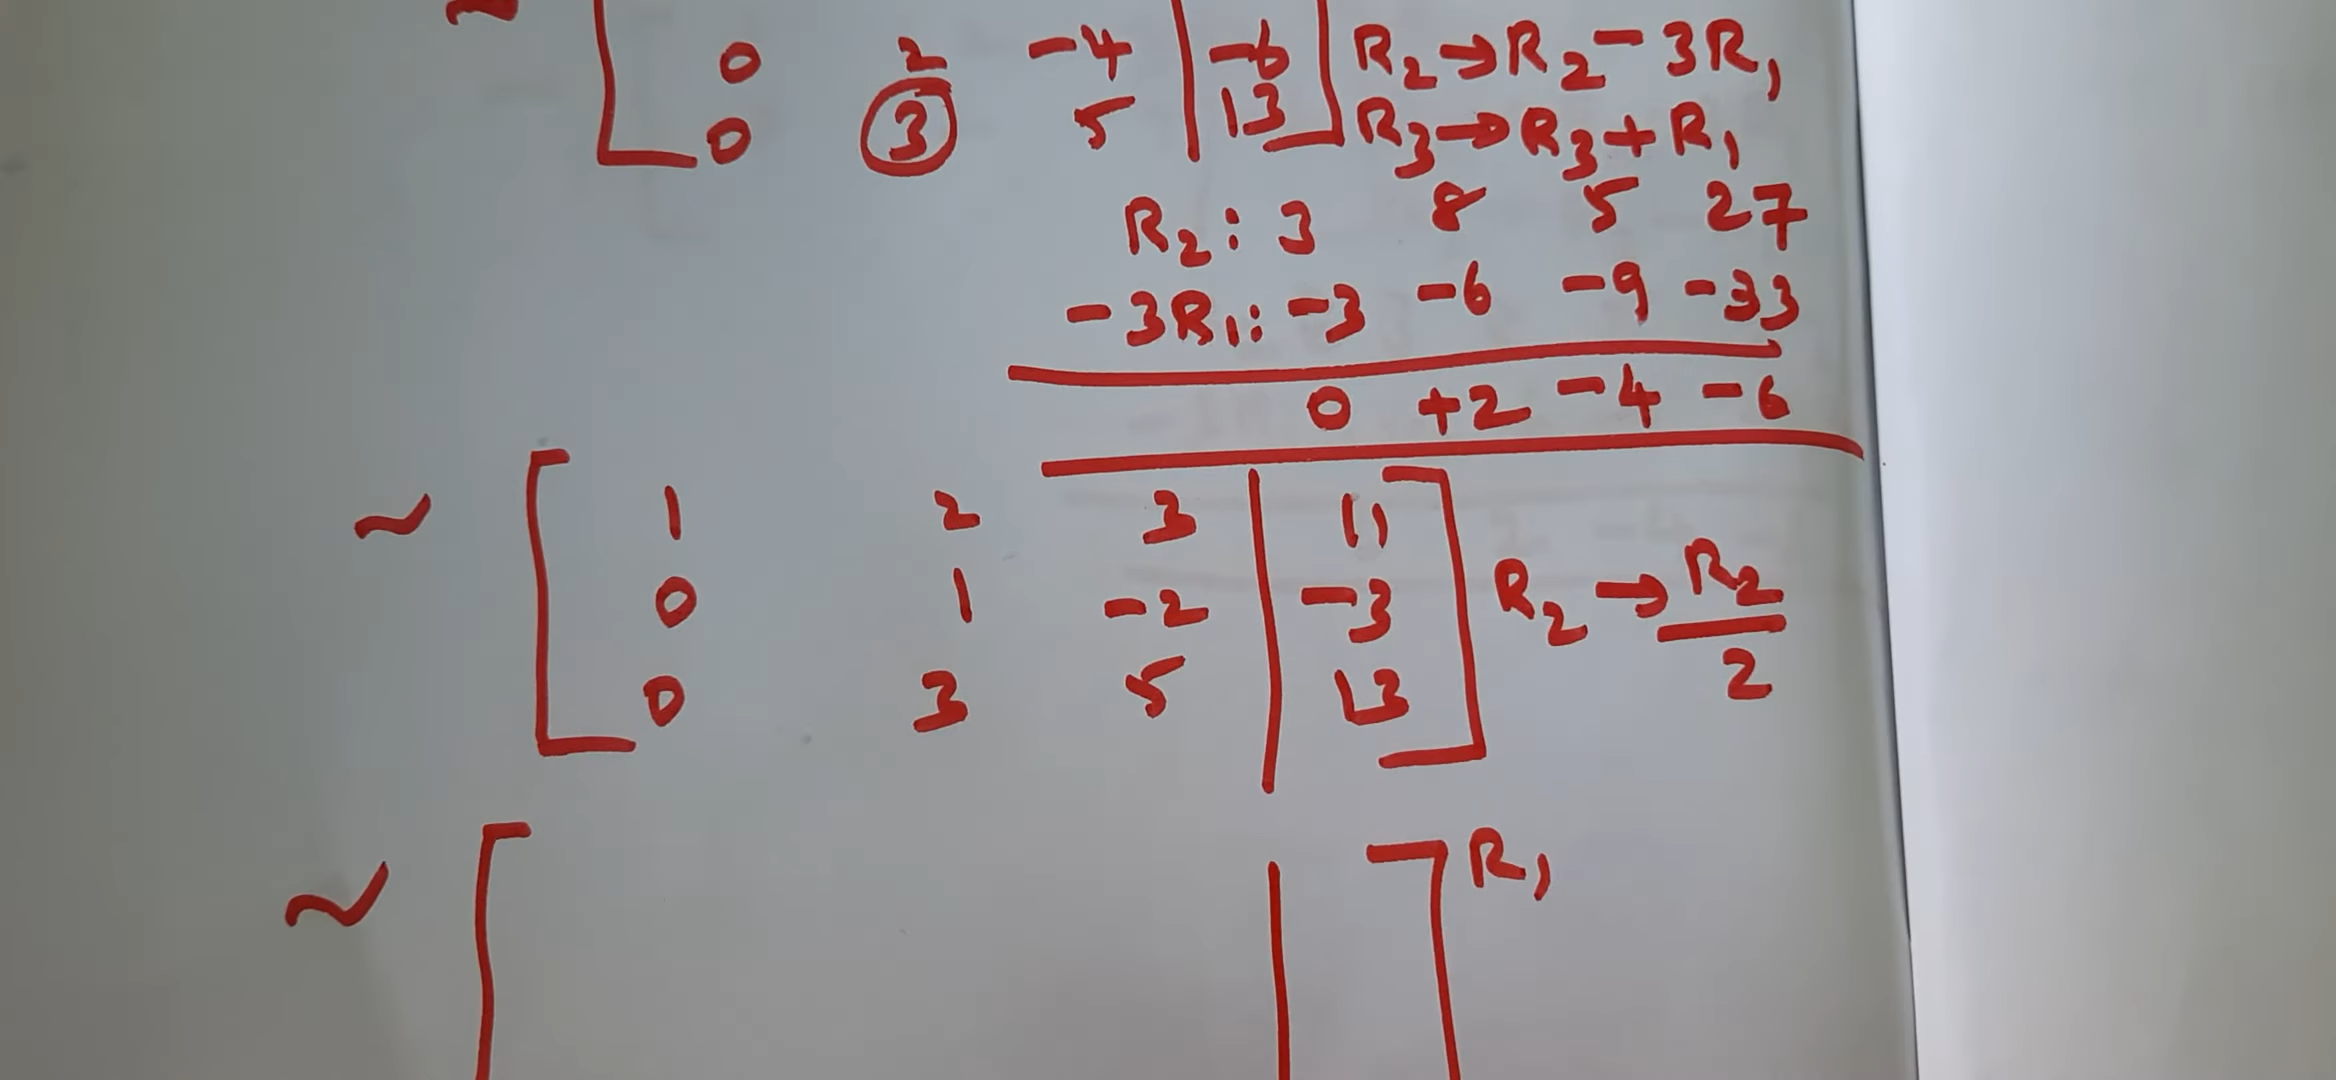 ~ [ 0 2 -4 | -6 ] R₂→R₂-3R₁
0 3 5 | 13 R₃→R₃+R₁
R₂: 3 8 5 27
-3R₁: -3 -6 -9 -33
0 +2 -4 -6
~ [ 1 2 3 | 11 ]
0 1 -2 | -3 R₂ → R₂/2
0 3 5 | 13
~ [ | ] R₁